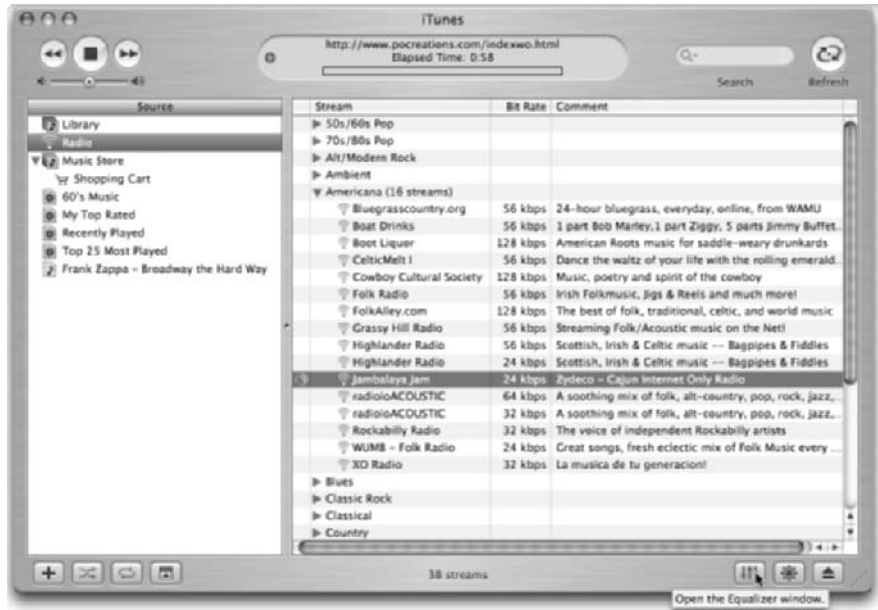 iTunes
http://www.pocreations.com/indexwo.html
Elapsed Time: 0:58
Search
Refresh
Source
Library
Radio
Music Store
Shopping Cart
60's Music
My Top Rated
Recently Played
Top 25 Most Played
Frank Zappa – Broadway the Hard Way
Stream Bit Rate Comment
50s/60s Pop
70s/80s Pop
Alt/Modern Rock
Ambient
Americana (16 streams)
Bluegrasscountry.org 56 kbps 24-hour bluegrass, everyday, online, from WAMU
Boat Drinks 56 kbps 1 part Bob Marley,1 part Ziggy, 5 parts Jimmy Buffet...
Boot Liquer 128 kbps American Roots music for saddle-weary drunkards
CelticMelt I 56 kbps Dance the waltz of your life with the rolling emerald...
Cowboy Cultural Society 128 kbps Music, poetry and spirit of the cowboy
Folk Radio 56 kbps Irish Folkmusic, Jigs & Reels and much more!
FolkAlley.com 128 kbps The best of folk, traditional, celtic, and world music
Grassy Hill Radio 56 kbps Streaming Folk/Acoustic music on the Net!
Highlander Radio 56 kbps Scottish, Irish & Celtic music -- Bagpipes & Fiddles
Highlander Radio 24 kbps Scottish, Irish & Celtic music -- Bagpipes & Fiddles
Jambalaya Jam 24 kbps Zydeco – Cajun Internet Only Radio
radioioACOUSTIC 64 kbps A soothing mix of folk, alt-country, pop, rock, jazz,...
radioioACOUSTIC 32 kbps A soothing mix of folk, alt-country, pop, rock, jazz,...
Rockabilly Radio 32 kbps The voice of independent Rockabilly artists
WUMB – Folk Radio 24 kbps Great songs, fresh eclectic mix of Folk Music every ...
XO Radio 32 kbps La musica de tu generacion!
Blues
Classic Rock
Classical
Country
38 streams
Open the Equalizer window.